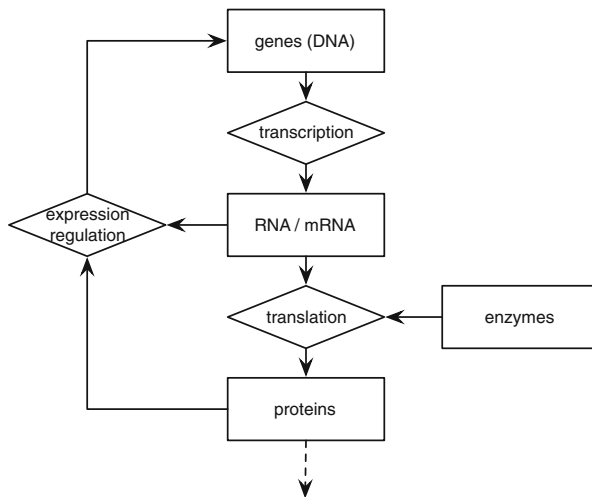 genes (DNA)
transcription
expression
regulation
RNA / mRNA
translation
enzymes
proteins